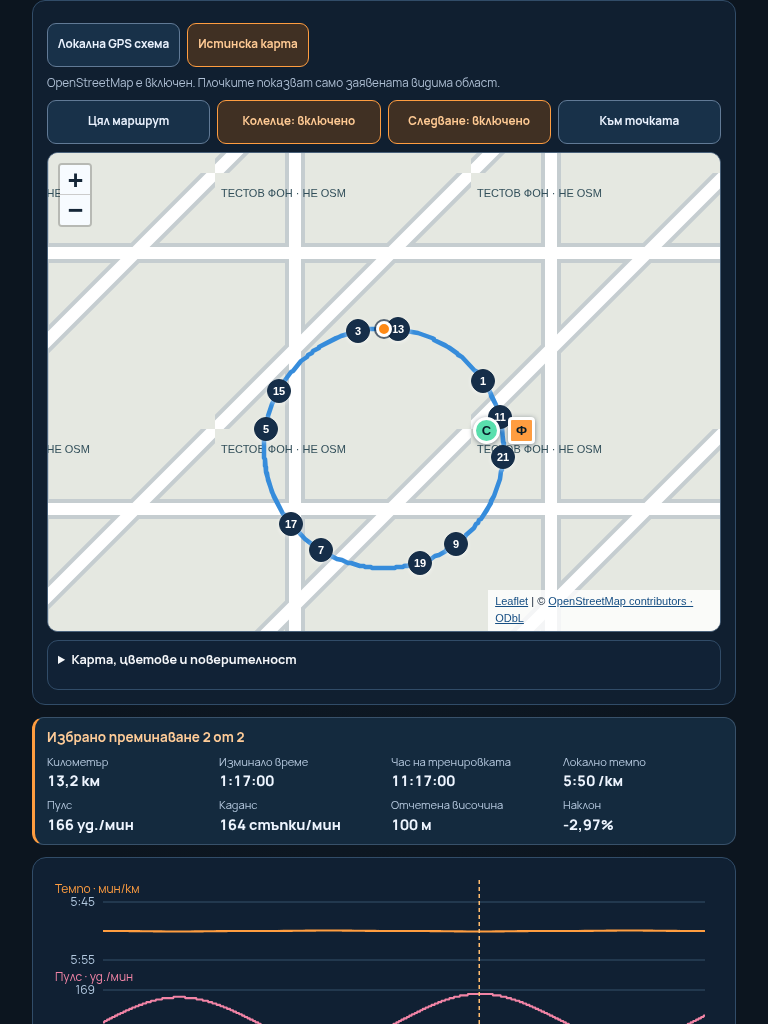 Локална GPS схема
Истинска карта
OpenStreetMap е включен. Плочките показват само заявената видима област.
Цял маршрут
Колелце: включено
Следване: включено
Към точката
+
−
НЕ
ТЕСТОВ ФОН · НЕ OSM
ТЕСТОВ ФОН · НЕ OSM
3
13
1
15
11
5
С
Ф
НЕ OSM
ТЕСТОВ ФОН · НЕ OSM
ТЕСТОВ ФОН · НЕ OSM
21
17
7
9
19
Leaflet | © OpenStreetMap contributors ·
ODbL
Карта, цветове и поверителност
Избрано преминаване 2 от 2
Километър
Изминало време
Час на тренировката
Локално темпо
13,2 км
1:17:00
11:17:00
5:50 /км
Пулс
Каданс
Отчетена височина
Наклон
166 уд./мин
164 стъпки/мин
100 м
-2,97%
Темпо · мин/км
5:45
5:55
Пулс · уд./мин
169